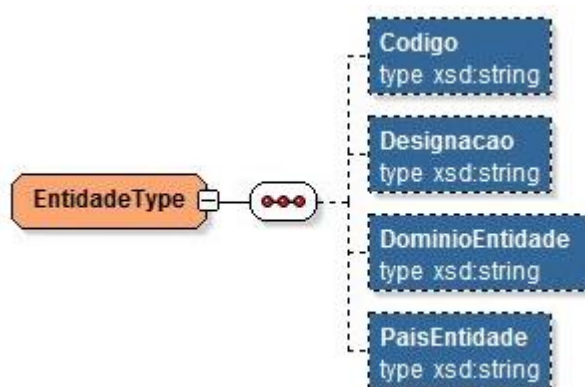 EntidadeType
Codigo
type xsd:string
Designacao
type xsd:string
DominioEntidade
type xsd:string
PaisEntidade
type xsd:string